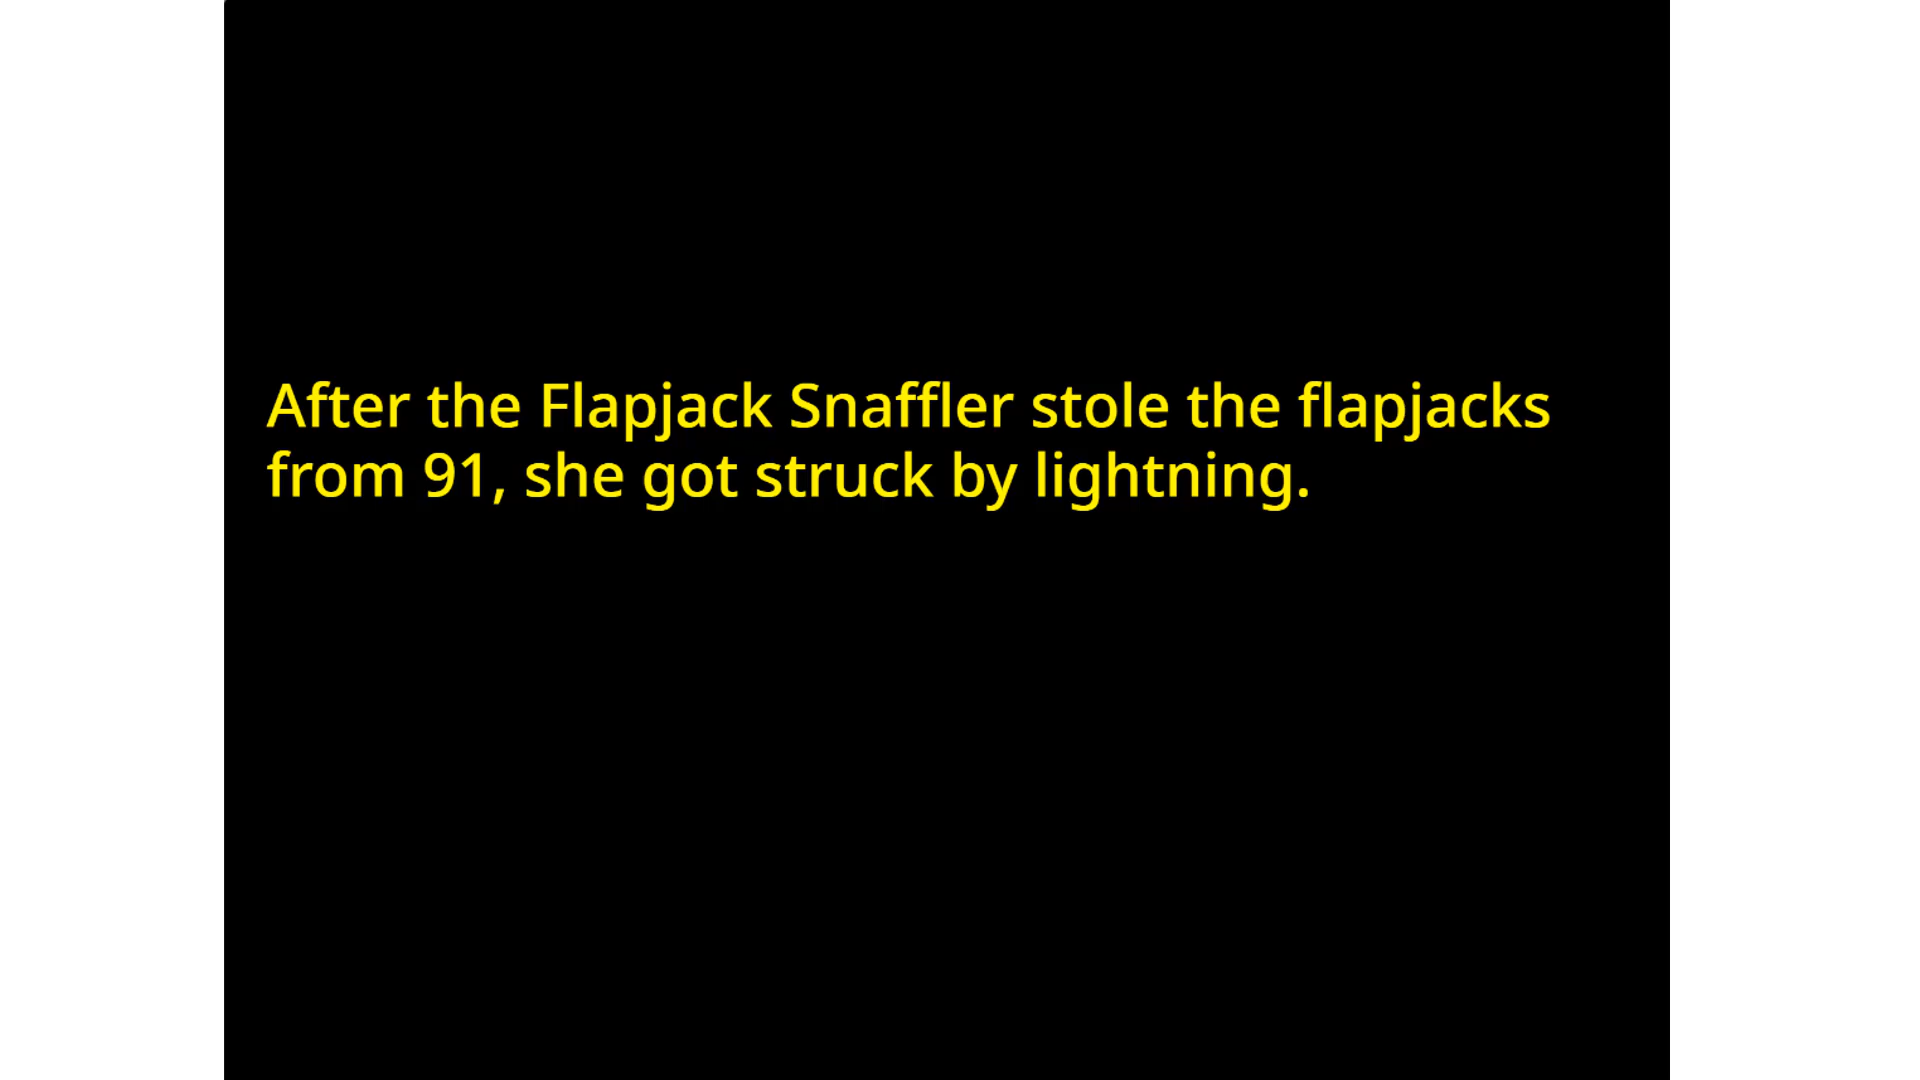 After the Flapjack Snaffler stole the flapjacks
from 91, she got struck by lightning.